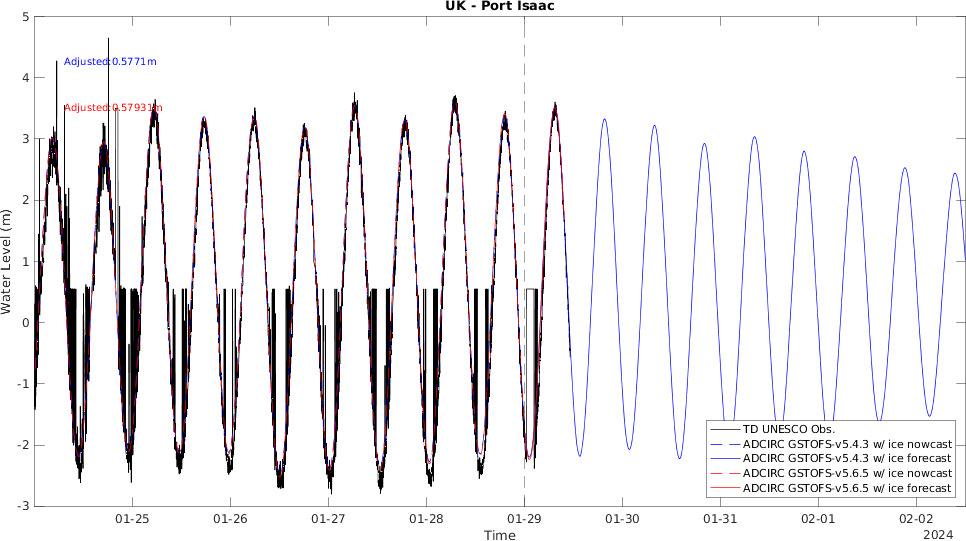 UK - Port Isaac
5
4
3
2
1
0
-1
-2
-3
Water Level (m)
Adjusted:0.5771m
Adjusted:0.57931m
TD UNESCO Obs.
ADCIRC GSTOFS-v5.4.3 w/ ice nowcast
ADCIRC GSTOFS-v5.4.3 w/ ice forecast
ADCIRC GSTOFS-v5.6.5 w/ ice nowcast
ADCIRC GSTOFS-v5.6.5 w/ ice forecast
01-25 01-26 01-27 01-28 01-29 01-30 01-31 02-01 02-02
Time
2024